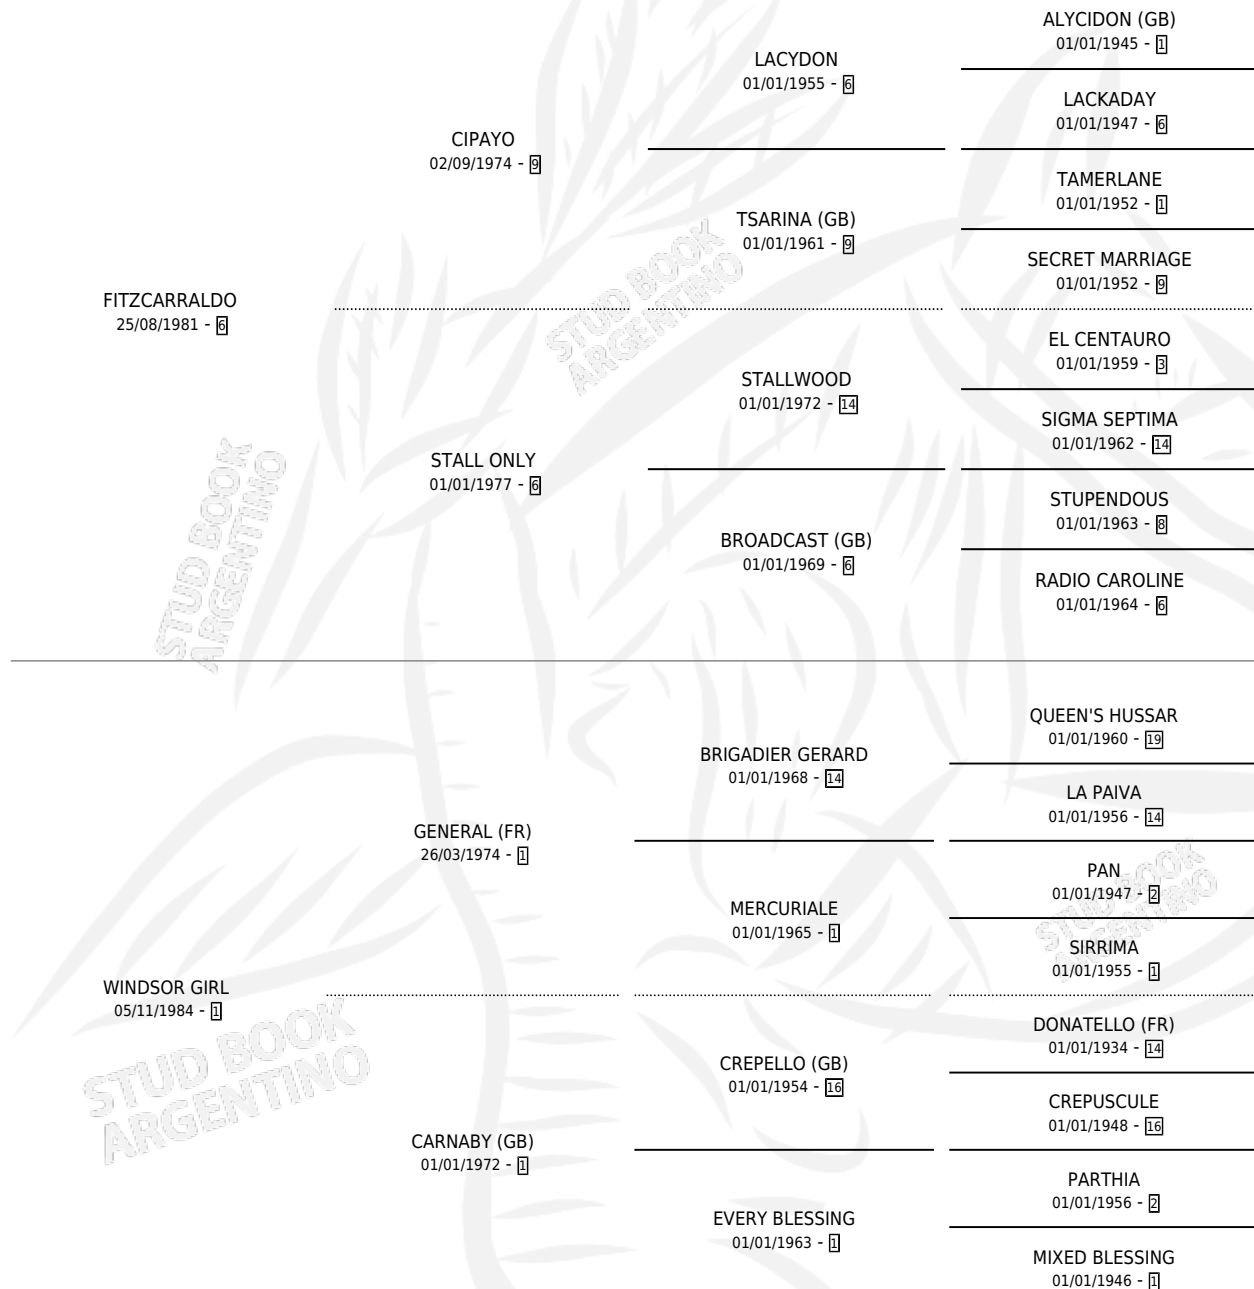 ALYCIDON (GB)
01/01/1945 - 1
LACYDON
01/01/1955 - 6
LACKADAY
01/01/1947 - 6
CIPAYO
02/09/1974 - 9
TAMERLANE
01/01/1952 - 1
TSARINA (GB)
01/01/1961 - 9
SECRET MARRIAGE
01/01/1952 - 9
FITZCARRALDO
25/08/1981 - 6
STUD BOOK
ARGENTINO
EL CENTAURO
01/01/1959 - 3
STALLWOOD
01/01/1972 - 14
SIGMA SEPTIMA
01/01/1962 - 14
STALL ONLY
01/01/1977 - 6
STUPENDOUS
01/01/1963 - 8
BROADCAST (GB)
01/01/1969 - 6
RADIO CAROLINE
01/01/1964 - 6
STUD BOOK
ARGENTINO
QUEEN'S HUSSAR
01/01/1960 - 19
BRIGADIER GERARD
01/01/1968 - 14
LA PAIVA
01/01/1956 - 14
GENERAL (FR)
26/03/1974 - 1
PAN
01/01/1947 - 2
MERCURIALE
01/01/1965 - 1
SIRRIMA
01/01/1955 - 1
STUD BOOK
ARGENTINO
WINDSOR GIRL
05/11/1984 - 1
DONATELLO (FR)
01/01/1934 - 14
CREPELLO (GB)
01/01/1954 - 16
CREPUSCULE
01/01/1948 - 16
STUD BOOK
ARGENTINO
CARNABY (GB)
01/01/1972 - 1
PARTHIA
01/01/1956 - 2
EVERY BLESSING
01/01/1963 - 1
MIXED BLESSING
01/01/1946 - 1